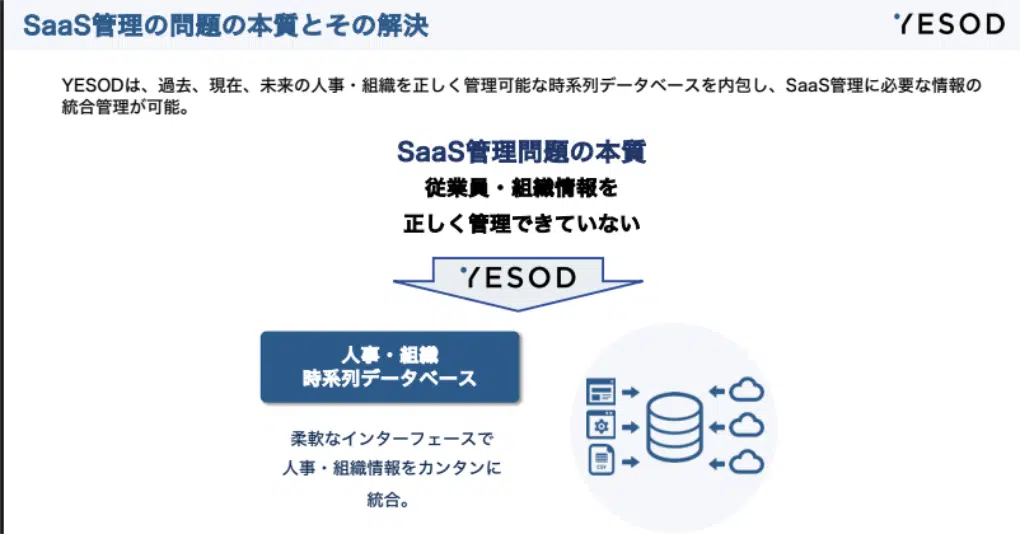 SaaS管理の問題の本質とその解決
YESOD
YESODは、過去、現在、未来の人事・組織を正しく管理可能な時系列データベースを内包し、SaaS管理に必要な情報の
統合管理が可能。
SaaS管理問題の本質
従業員・組織情報を
正しく管理できていない
YESOD
人事・組織
時系列データベース
柔軟なインターフェースで
人事・組織情報をカンタンに
統合。
CSV